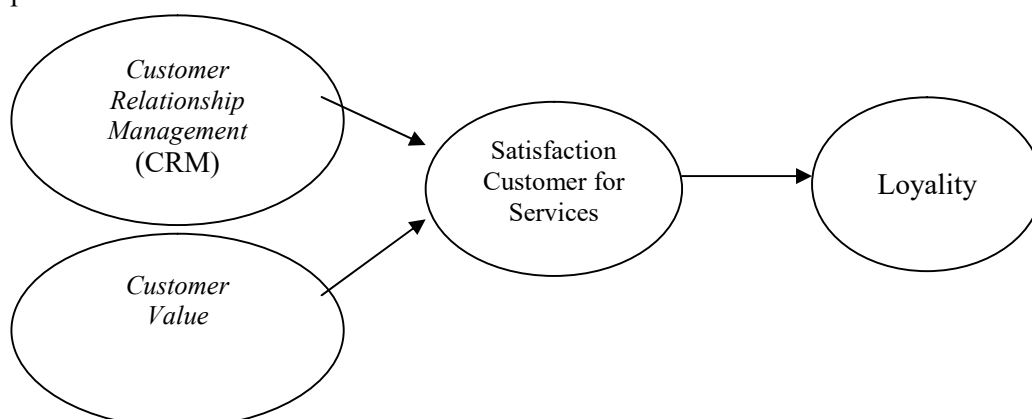 Customer
Relationship
Management
(CRM)
Satisfaction
Customer for
Services
Loyality
Customer
Value